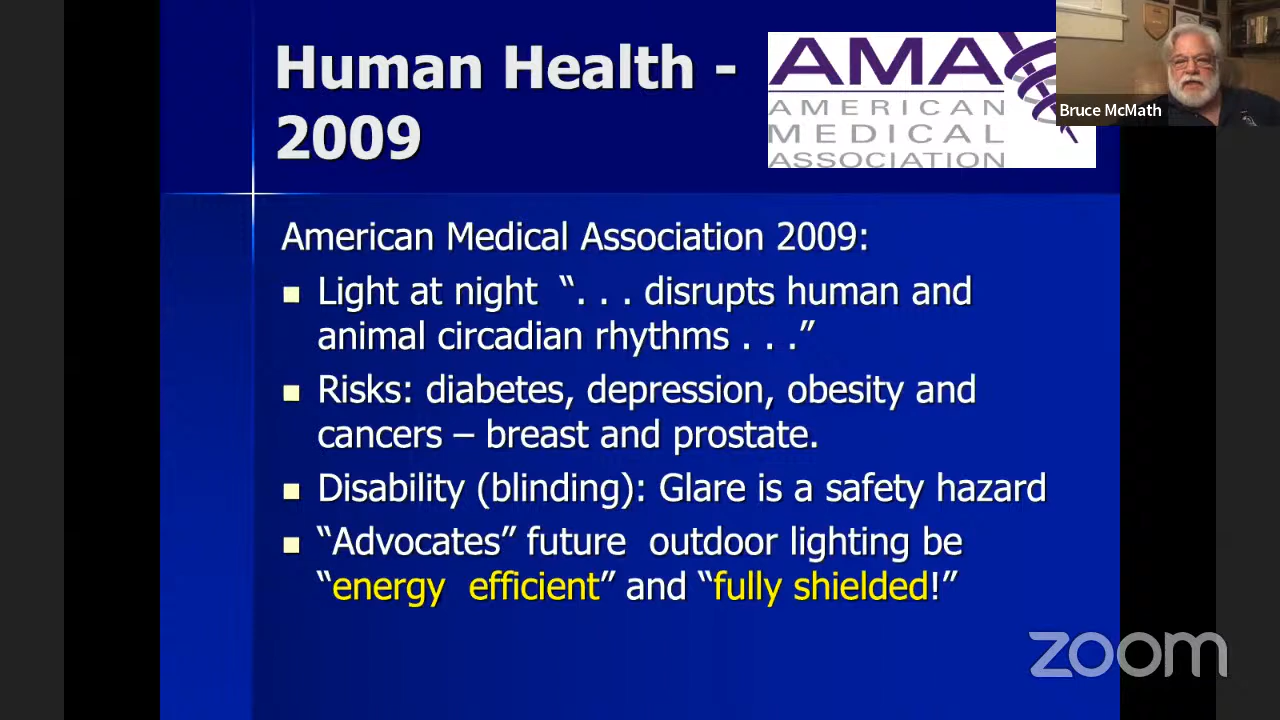 Human Health -
2009
AMA
AMERICAN
MEDICAL
ASSOCIATION
Bruce McMath
American Medical Association 2009:
Light at night “. . . disrupts human and
animal circadian rhythms . . .”
Risks: diabetes, depression, obesity and
cancers – breast and prostate.
Disability (blinding): Glare is a safety hazard
“Advocates” future outdoor lighting be
“energy efficient” and “fully shielded!”
zoom